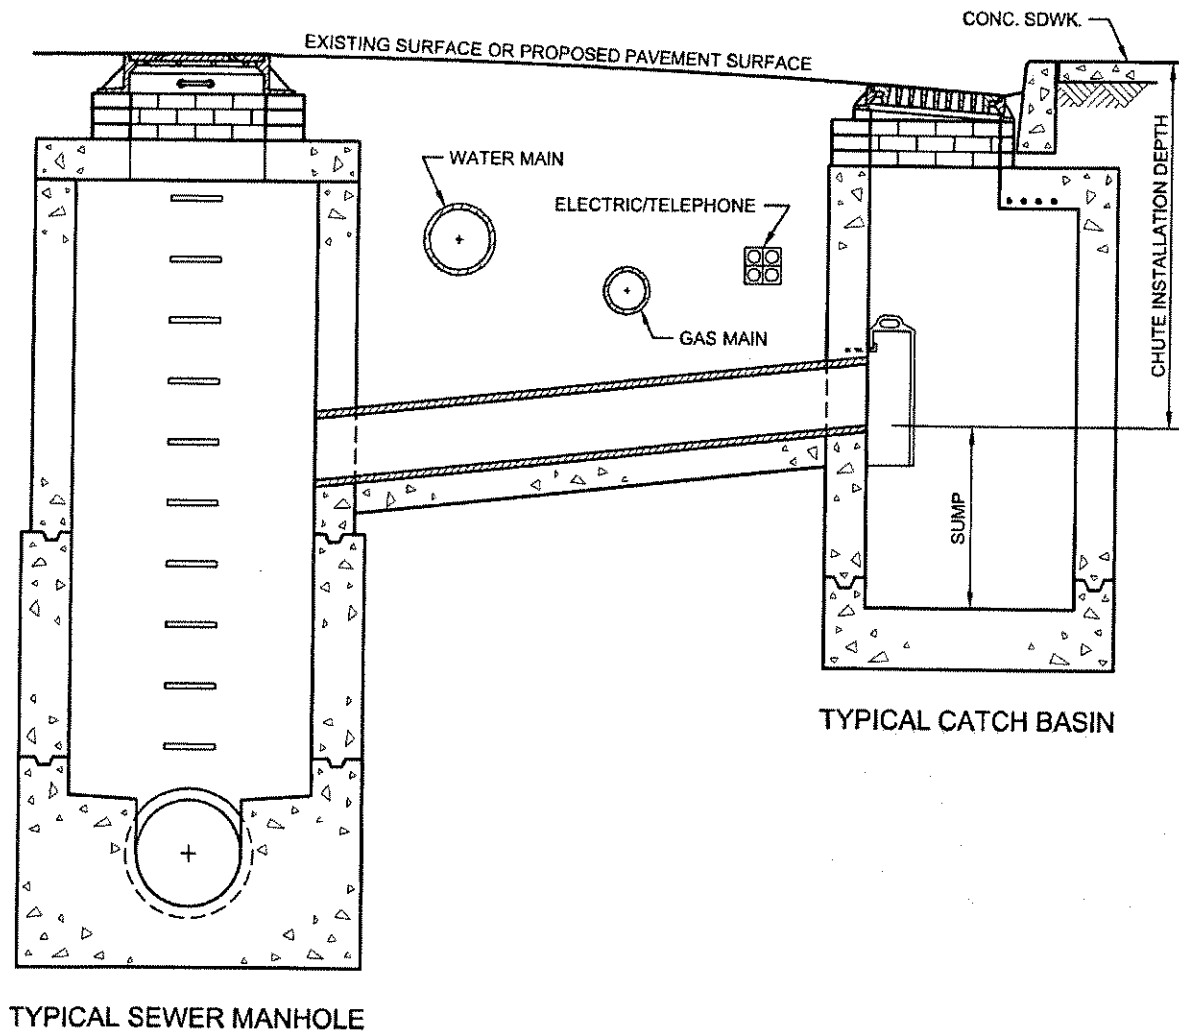 CONC. SDWK.
EXISTING SURFACE OR PROPOSED PAVEMENT SURFACE
WATER MAIN
ELECTRIC/TELEPHONE
GAS MAIN
CHUTE INSTALLATION DEPTH
SUMP
TYPICAL CATCH BASIN
TYPICAL SEWER MANHOLE